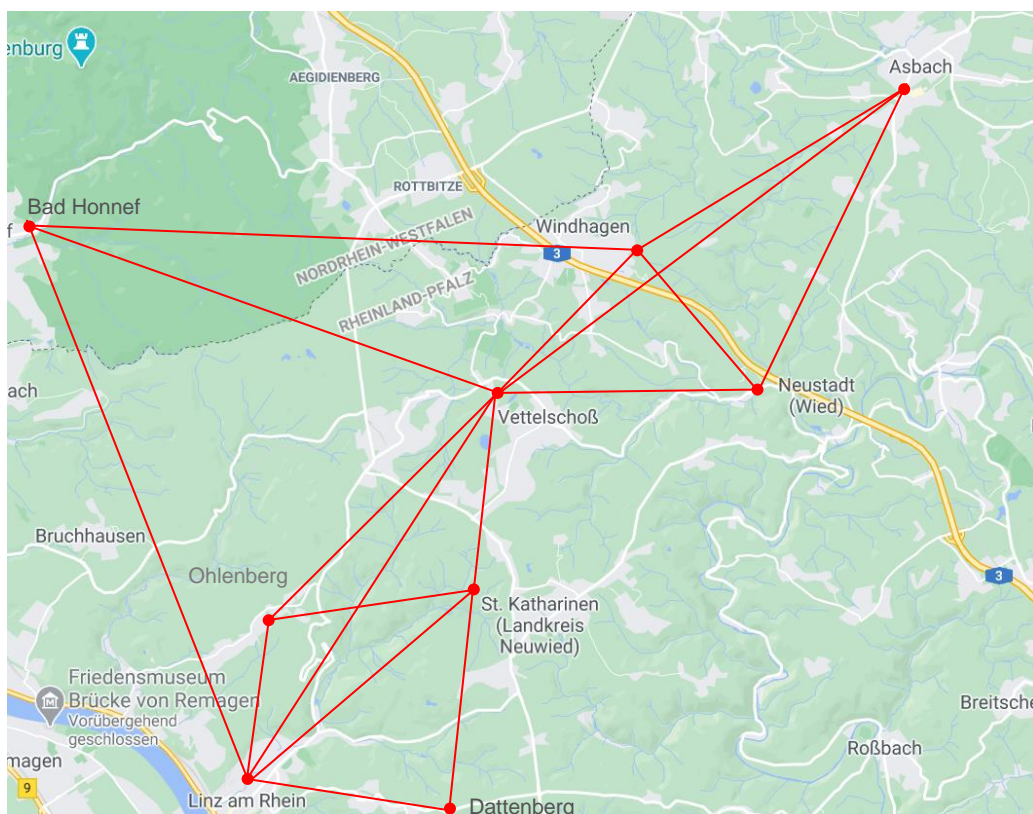 enburg
AEGIDIENBERG
Asbach
ROTTBITZE
Bad Honnef
f
NORDRHEIN-WESTFALEN
Windhagen
3
RHEINLAND-PFALZ
ach
Neustadt
(Wied)
Vettelschoß
Bruchhausen
Ohlenberg
3
St. Katharinen
(Landkreis
Neuwied)
Friedensmuseum
Brücke von Remagen
Vorübergehend
geschlossen
Breitsche
magen
Roßbach
9
Linz am Rhein
Dattenberg